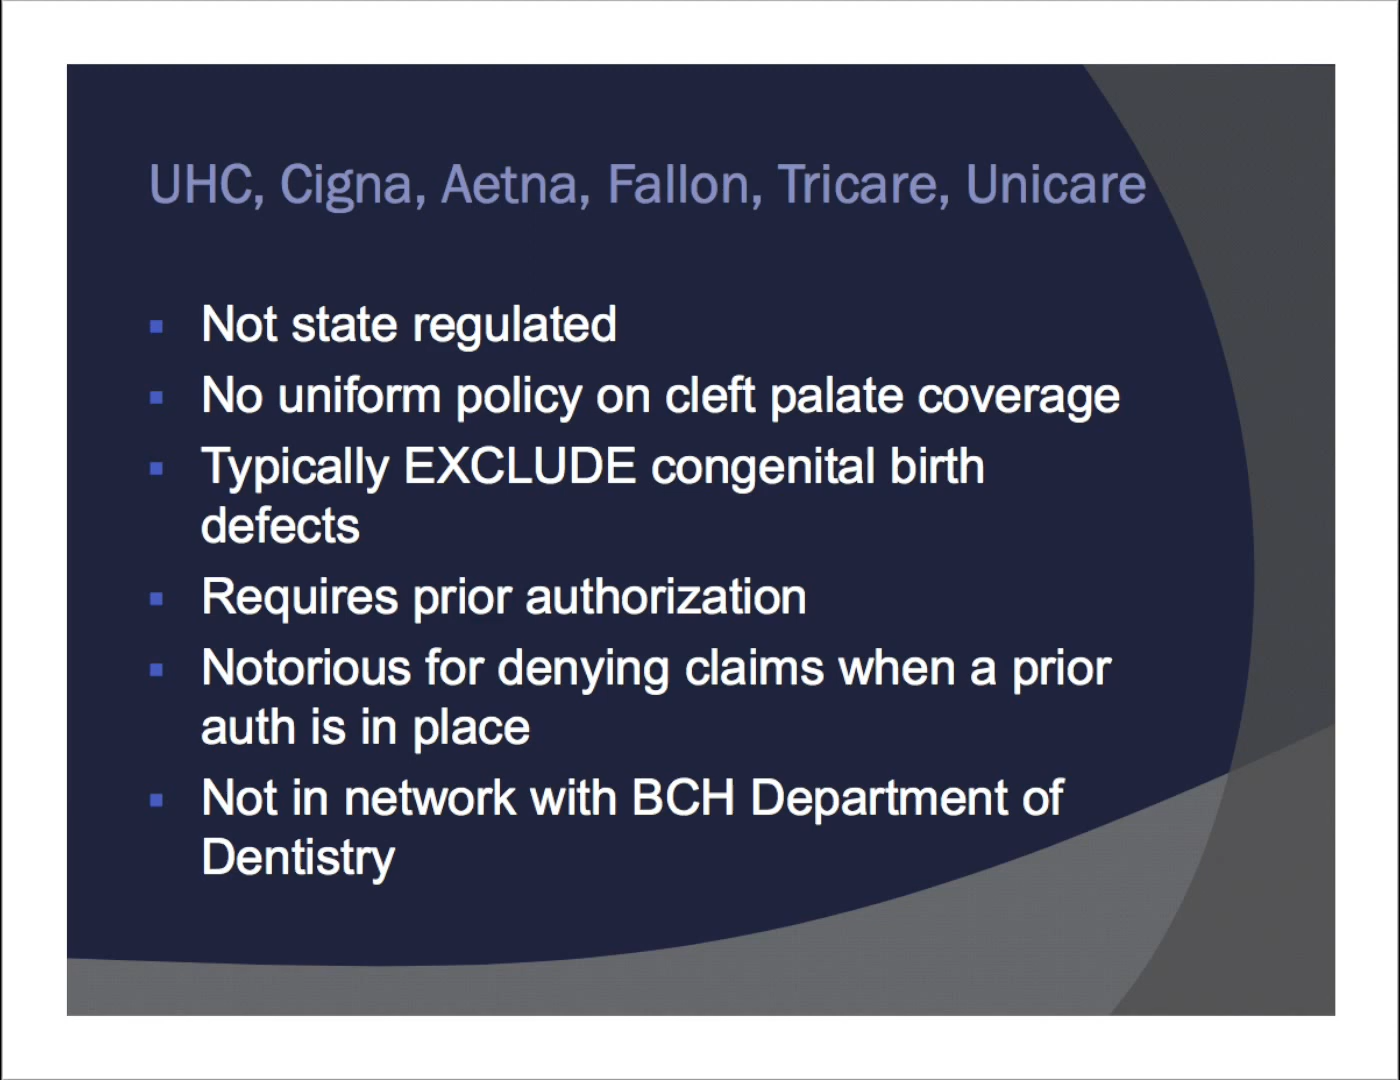 UHC, Cigna, Aetna, Fallon, Tricare, Unicare
Not state regulated
No uniform policy on cleft palate coverage
Typically EXCLUDE congenital birth
defects
Requires prior authorization
Notorious for denying claims when a prior
auth is in place
Not in network with BCH Department of
Dentistry